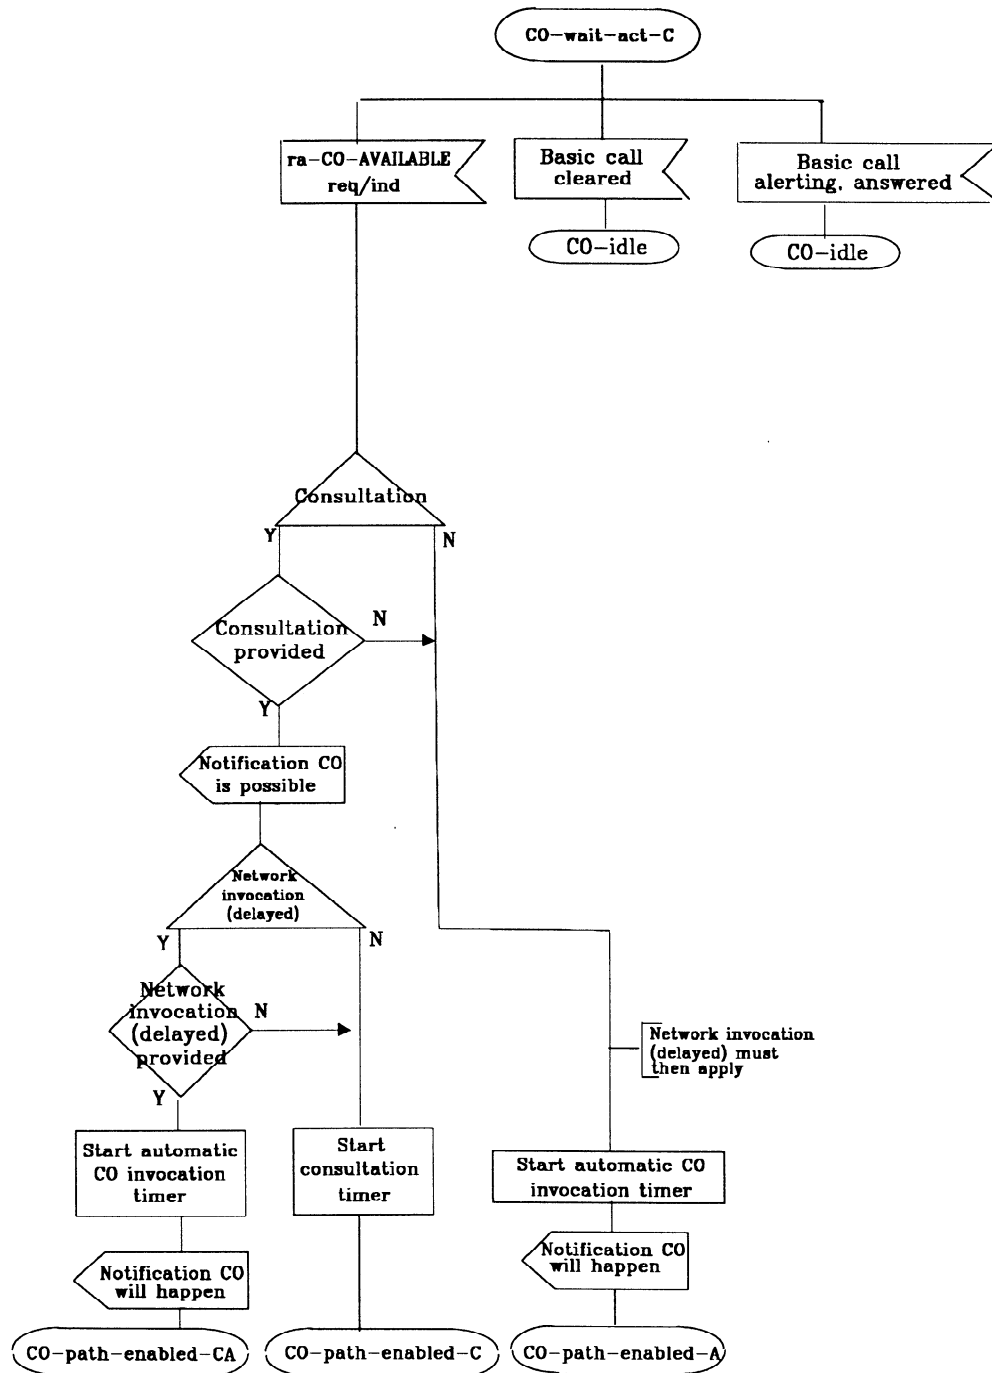 CO-wait-act-C
ra-CO-AVAILABLE
req/ind
Basic call
cleared
Basic call
alerting, answered
CO-idle
CO-idle
Consultation
Y
N
Consultation
provided
N
Y
Notification CO
is possible
Network
invocation
(delayed)
Y
N
Network
invocation
(delayed)
provided
N
Y
Network invocation
(delayed) must
then apply
Start automatic
CO invocation
timer
Start
consultation
timer
Start automatic CO
invocation timer
Notification CO
will happen
Notification CO
will happen
CO-path-enabled-CA
CO-path-enabled-C
CO-path-enabled-A